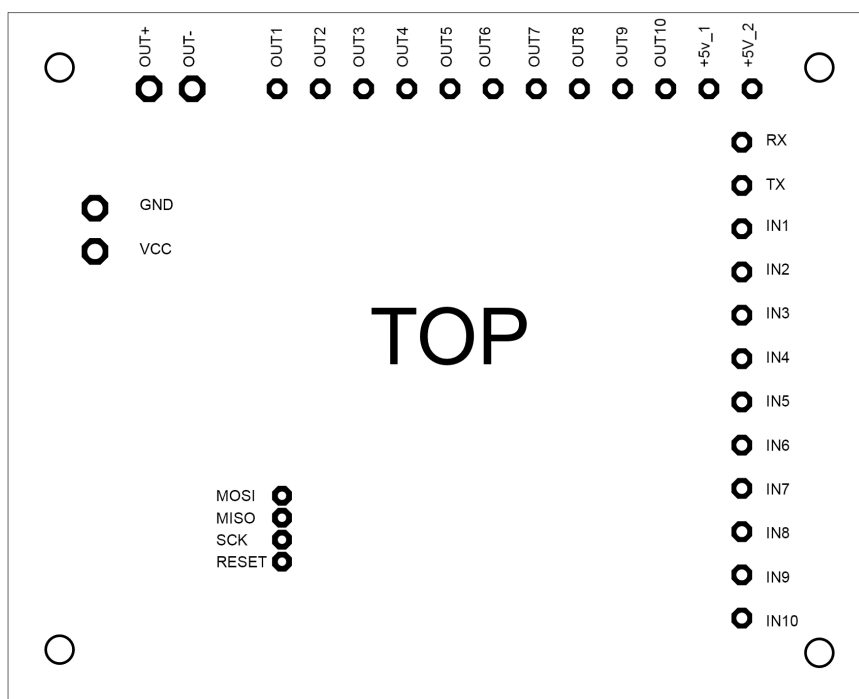 OUT+
OUT-
OUT1
OUT2
OUT3
OUT4
OUT5
OUT6
OUT7
OUT8
OUT9
OUT10
+5v_1
+5V_2
RX
TX
GND
IN1
VCC
IN2
IN3
TOP
IN4
IN5
IN6
IN7
MOSI
MISO
IN8
SCK
RESET
IN9
IN10